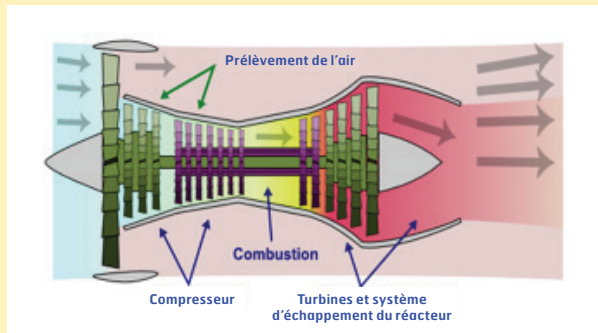 Prélèvement de l'air
Combustion
Compresseur
Turbines et système
d'échappement du réacteur